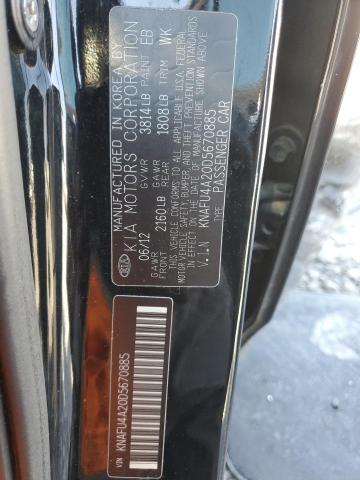 MANUFACTURED IN KOREA BY
KIA MOTORS CORPORATION
KIA
06/12 GVWR 3814LB PAINT EB
GAWR FRONT 2160LB GAWR REAR 1808LB TRIM WK
THIS VEHICLE CONFORMS TO ALL APPLICABLE U.S.A. FEDERAL
MOTOR VEHICLE SAFETY, BUMPER, AND THEFT PREVENTION STANDARDS
IN EFFECT ON THE DATE OF MANUFACTURE SHOWN ABOVE.
V.I.N KNAFU4A20D5670885
TYPE: PASSENGER CAR
VIN KNAFU4A20D5670885